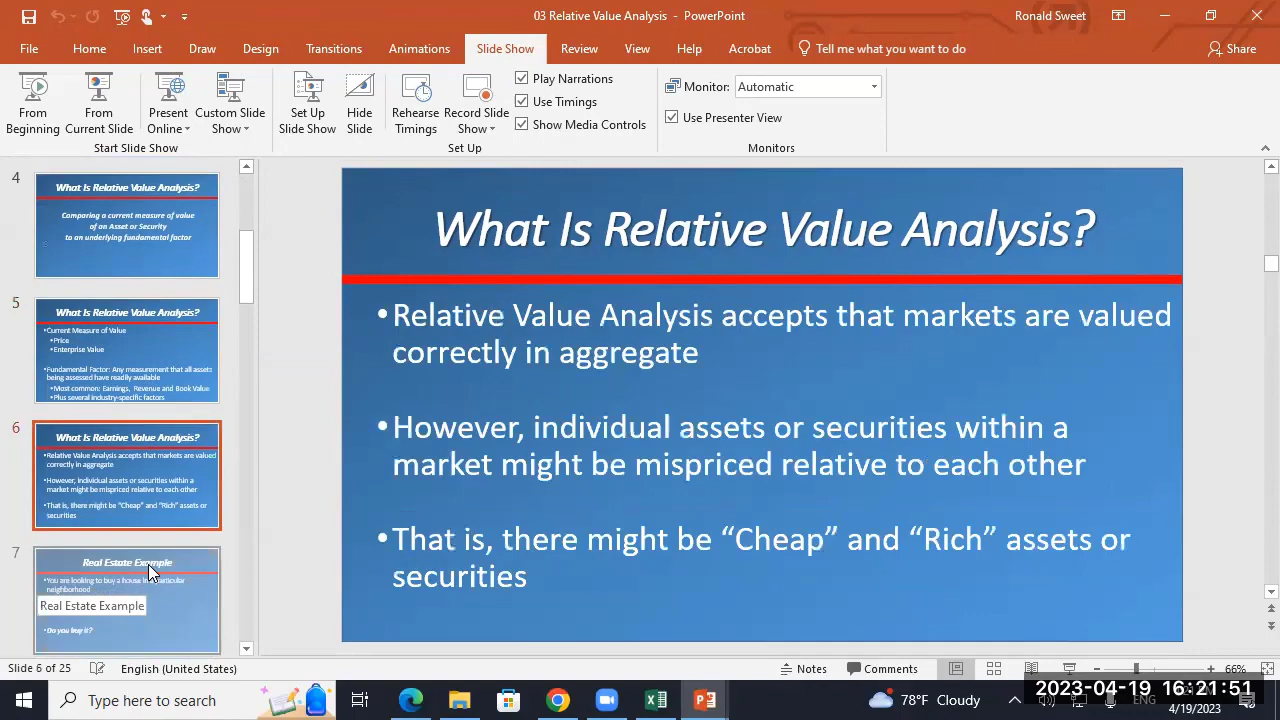 03 Relative Value Analysis - PowerPoint
Ronald Sweet
File Home Insert Draw Design Transitions Animations Slide Show Review View Help Acrobat Tell me what you want to do Share
From Beginning
From Current Slide
Present Online
Custom Slide Show
Start Slide Show
Set Up Slide Show
Hide Slide
Rehearse Timings
Record Slide Show
Play Narrations
Use Timings
Show Media Controls
Set Up
Monitor: Automatic
Use Presenter View
Monitors
4
What Is Relative Value Analysis?
Comparing a current measure of value
of an Asset or Security
to an underlying fundamental factor
5
What Is Relative Value Analysis?
•Current Measure of Value
•Price
•Enterprise Value
•Fundamental Factor: Any measurement that all assets
being assessed have readily available
•Most common: Earnings, Revenue and Book Value
•Plus several industry-specific factors
6
What Is Relative Value Analysis?
•Relative Value Analysis accepts that markets are valued
correctly in aggregate
•However, individual assets or securities within a
market might be mispriced relative to each other
•That is, there might be “Cheap” and “Rich” assets or
securities
7
Real Estate Example
•You are looking to buy a house in particular
neighborhood
Real Estate Example
•Do you buy it?
What Is Relative Value Analysis?
•Relative Value Analysis accepts that markets are valued
correctly in aggregate
•However, individual assets or securities within a
market might be mispriced relative to each other
•That is, there might be “Cheap” and “Rich” assets or
securities
Slide 6 of 25
English (United States)
Notes
Comments
66%
Type here to search
78°F Cloudy
ENG
2023-04-19 16:21:51
4/19/2023